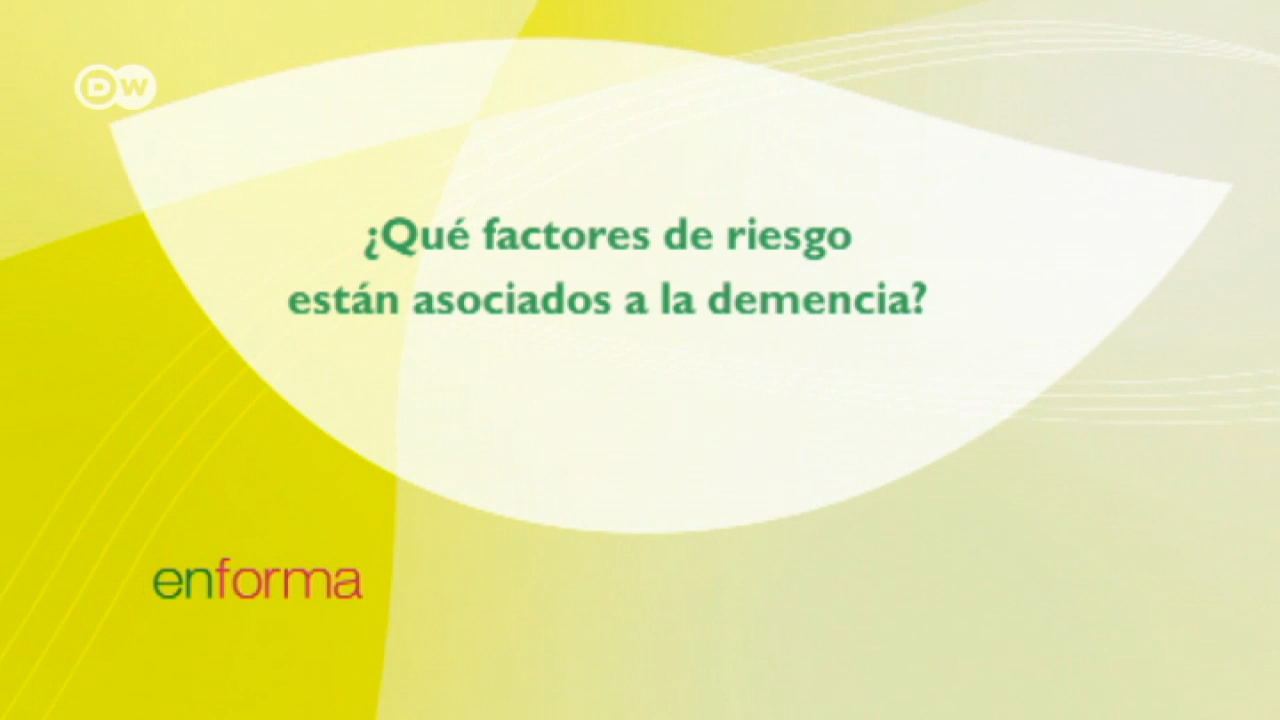 DW
¿Qué factores de riesgo
están asociados a la demencia?
enforma